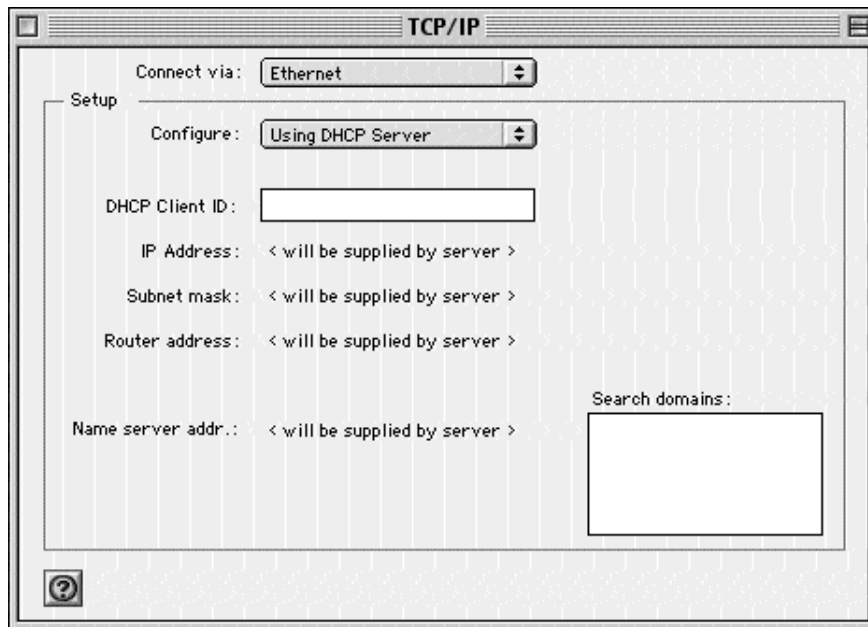 TCP/IP
Connect via: Ethernet
Setup
Configure: Using DHCP Server
DHCP Client ID:
IP Address: < will be supplied by server >
Subnet mask: < will be supplied by server >
Router address: < will be supplied by server >
Search domains:
Name server addr.: < will be supplied by server >
?